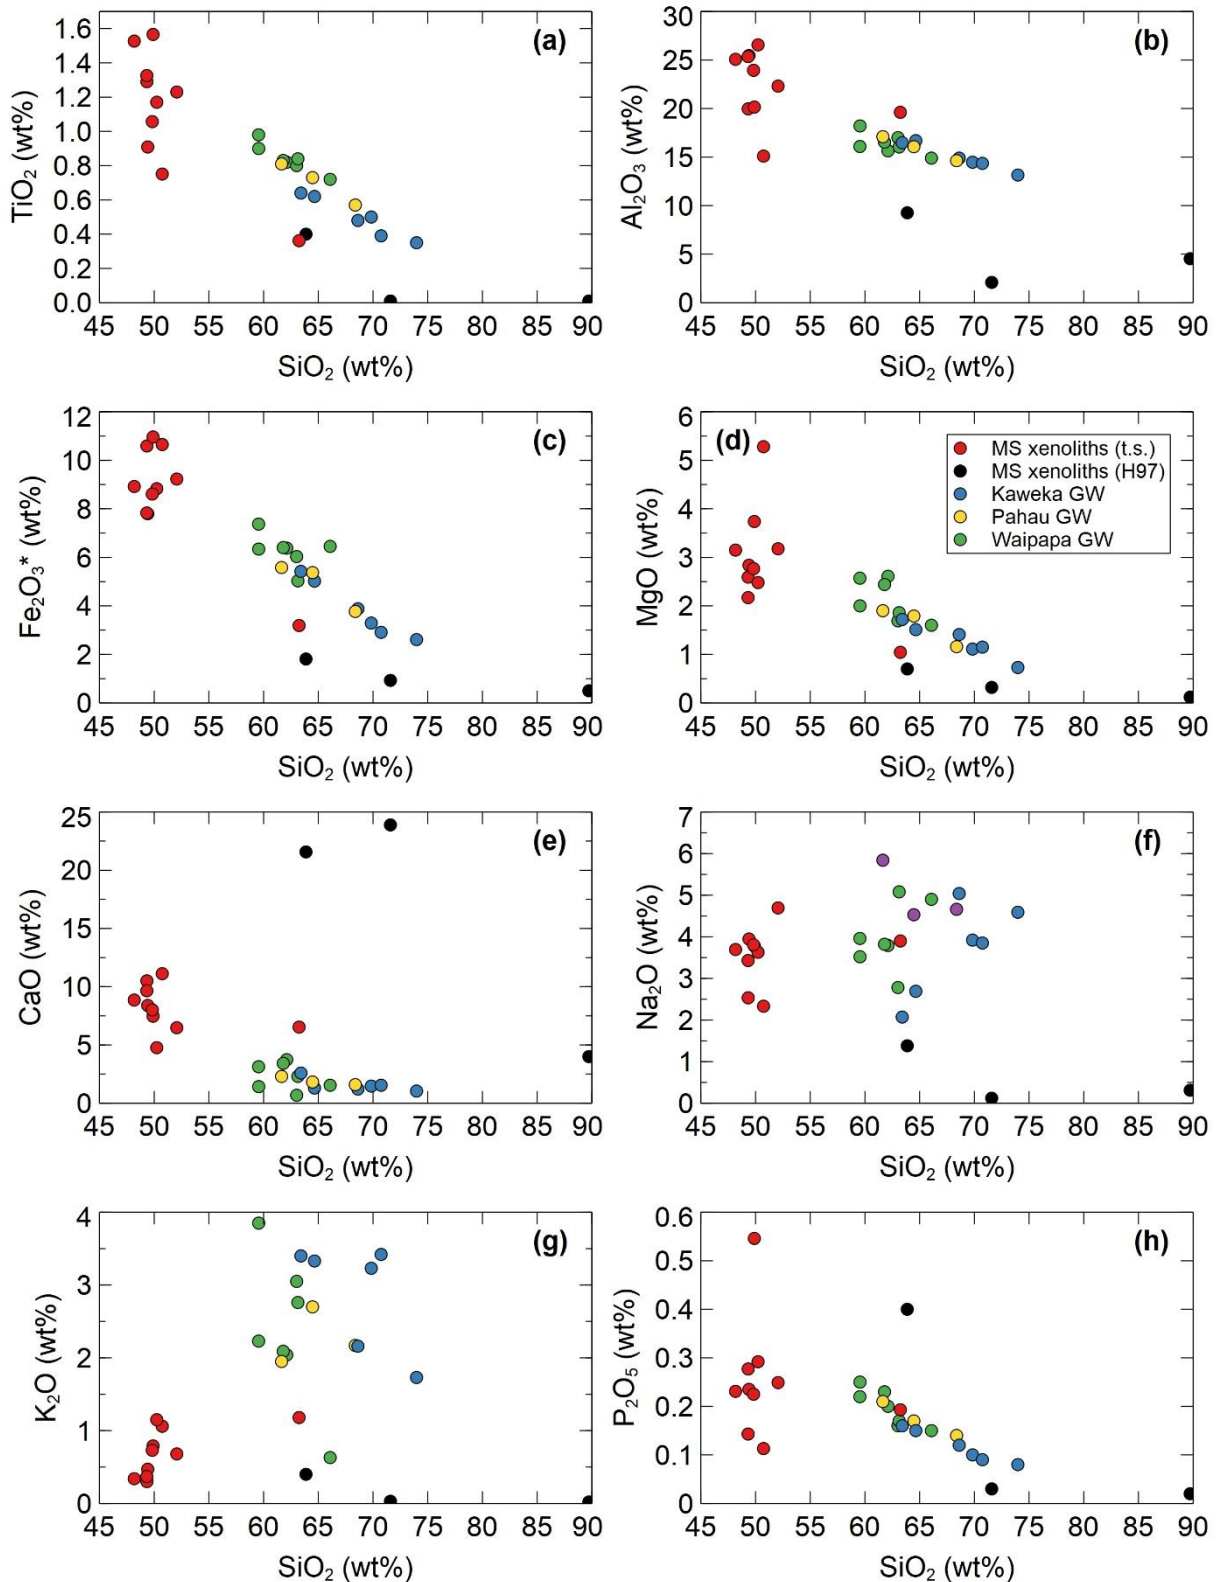 (a)
TiO₂ (wt%)
1.6
1.4
1.2
1.0
0.8
0.6
0.4
0.2
0.0
45 50 55 60 65 70 75 80 85 90
SiO₂ (wt%)
(b)
Al₂O₃ (wt%)
30
25
20
15
10
5
0
45 50 55 60 65 70 75 80 85 90
SiO₂ (wt%)
(c)
Fe₂O₃* (wt%)
12
10
8
6
4
2
0
45 50 55 60 65 70 75 80 85 90
SiO₂ (wt%)
(d)
MgO (wt%)
6
5
4
3
2
1
0
MS xenoliths (t.s.)
MS xenoliths (H97)
Kaweka GW
Pahau GW
Waipapa GW
45 50 55 60 65 70 75 80 85 90
SiO₂ (wt%)
(e)
CaO (wt%)
25
20
15
10
5
0
45 50 55 60 65 70 75 80 85 90
SiO₂ (wt%)
(f)
Na₂O (wt%)
7
6
5
4
3
2
1
0
45 50 55 60 65 70 75 80 85 90
SiO₂ (wt%)
(g)
K₂O (wt%)
4
3
2
1
0
45 50 55 60 65 70 75 80 85 90
SiO₂ (wt%)
(h)
P₂O₅ (wt%)
0.6
0.5
0.4
0.3
0.2
0.1
0
45 50 55 60 65 70 75 80 85 90
SiO₂ (wt%)